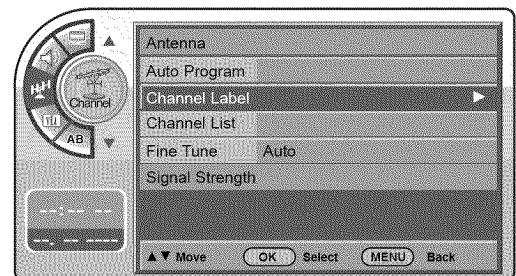 Channel
AB
Antenna
Auto Program
Channel Label
Channel List
Fine Tune Auto
Signal Strength
--:-- --
--. -- ----
▲▼ Move OK Select MENU Back